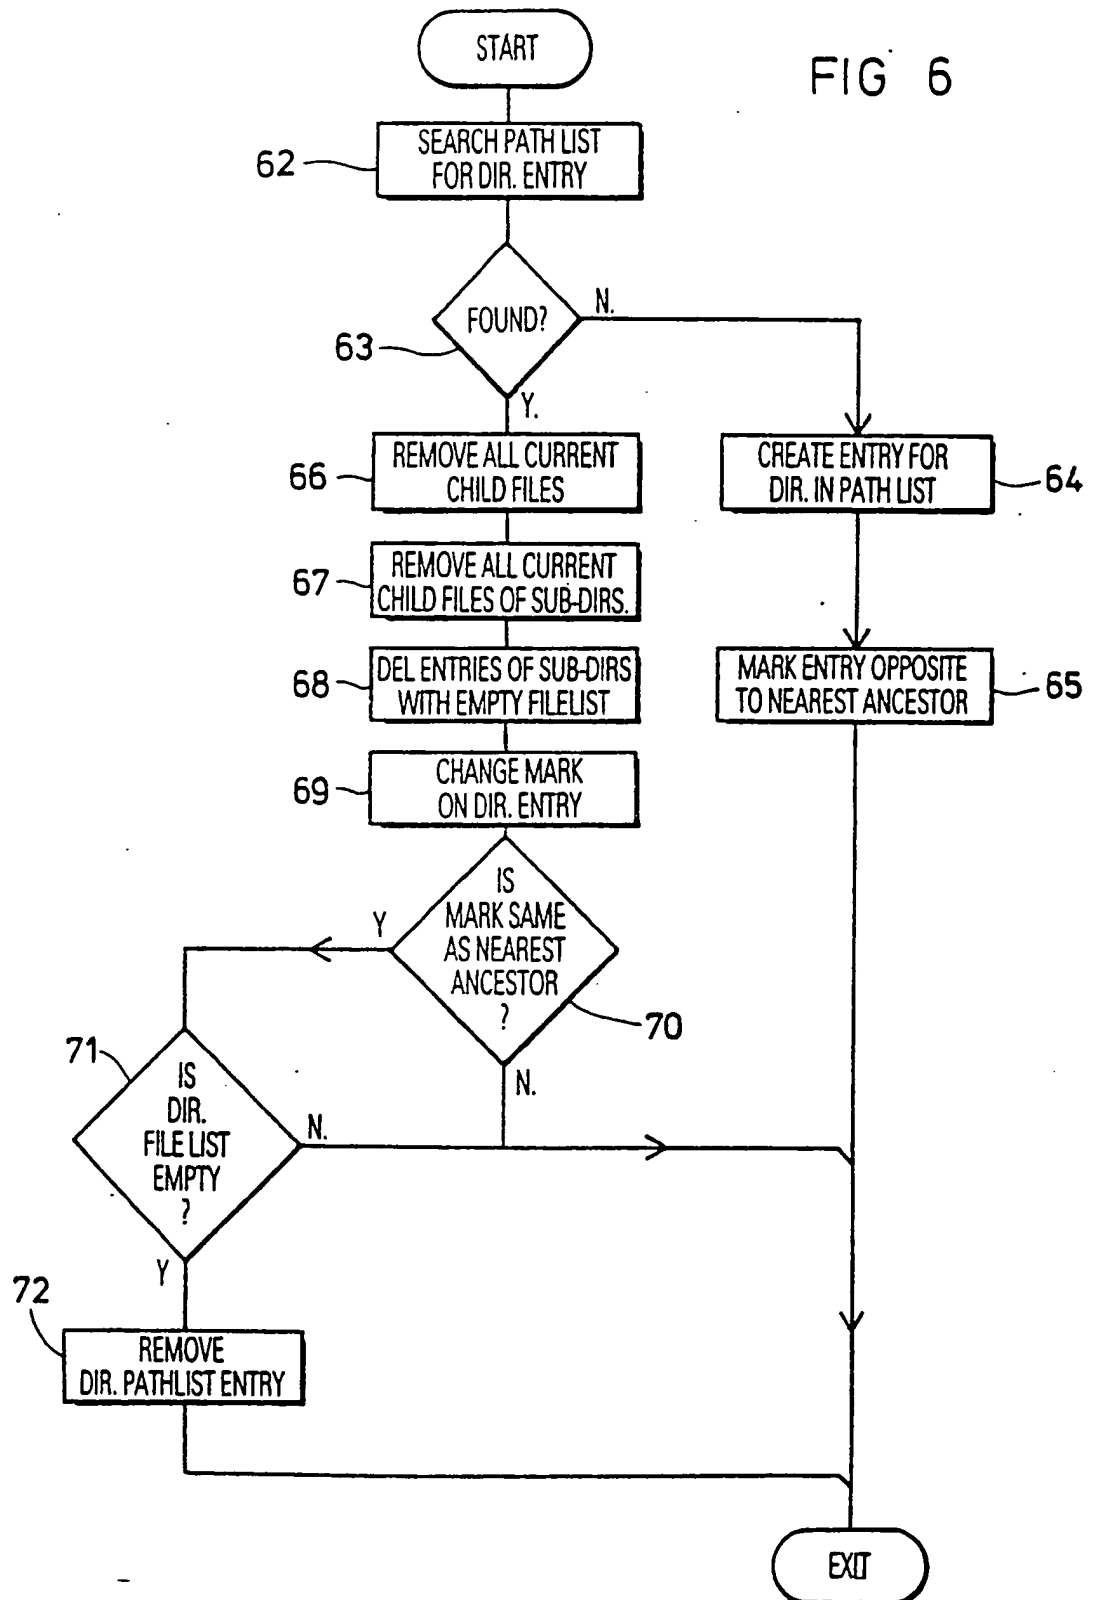 START
FIG 6
62
SEARCH PATH LIST
FOR DIR. ENTRY
FOUND?
N.
63
Y.
66
REMOVE ALL CURRENT
CHILD FILES
CREATE ENTRY FOR
DIR. IN PATH LIST
64
67
REMOVE ALL CURRENT
CHILD FILES OF SUB-DIRS.
68
DEL ENTRIES OF SUB-DIRS
WITH EMPTY FILELIST
MARK ENTRY OPPOSITE
TO NEAREST ANCESTOR
65
69
CHANGE MARK
ON DIR. ENTRY
IS
MARK SAME
AS NEAREST
ANCESTOR
?
Y
70
N.
71
IS
DIR.
FILE LIST
EMPTY
?
N.
Y
72
REMOVE
DIR. PATHLIST ENTRY
EXIT